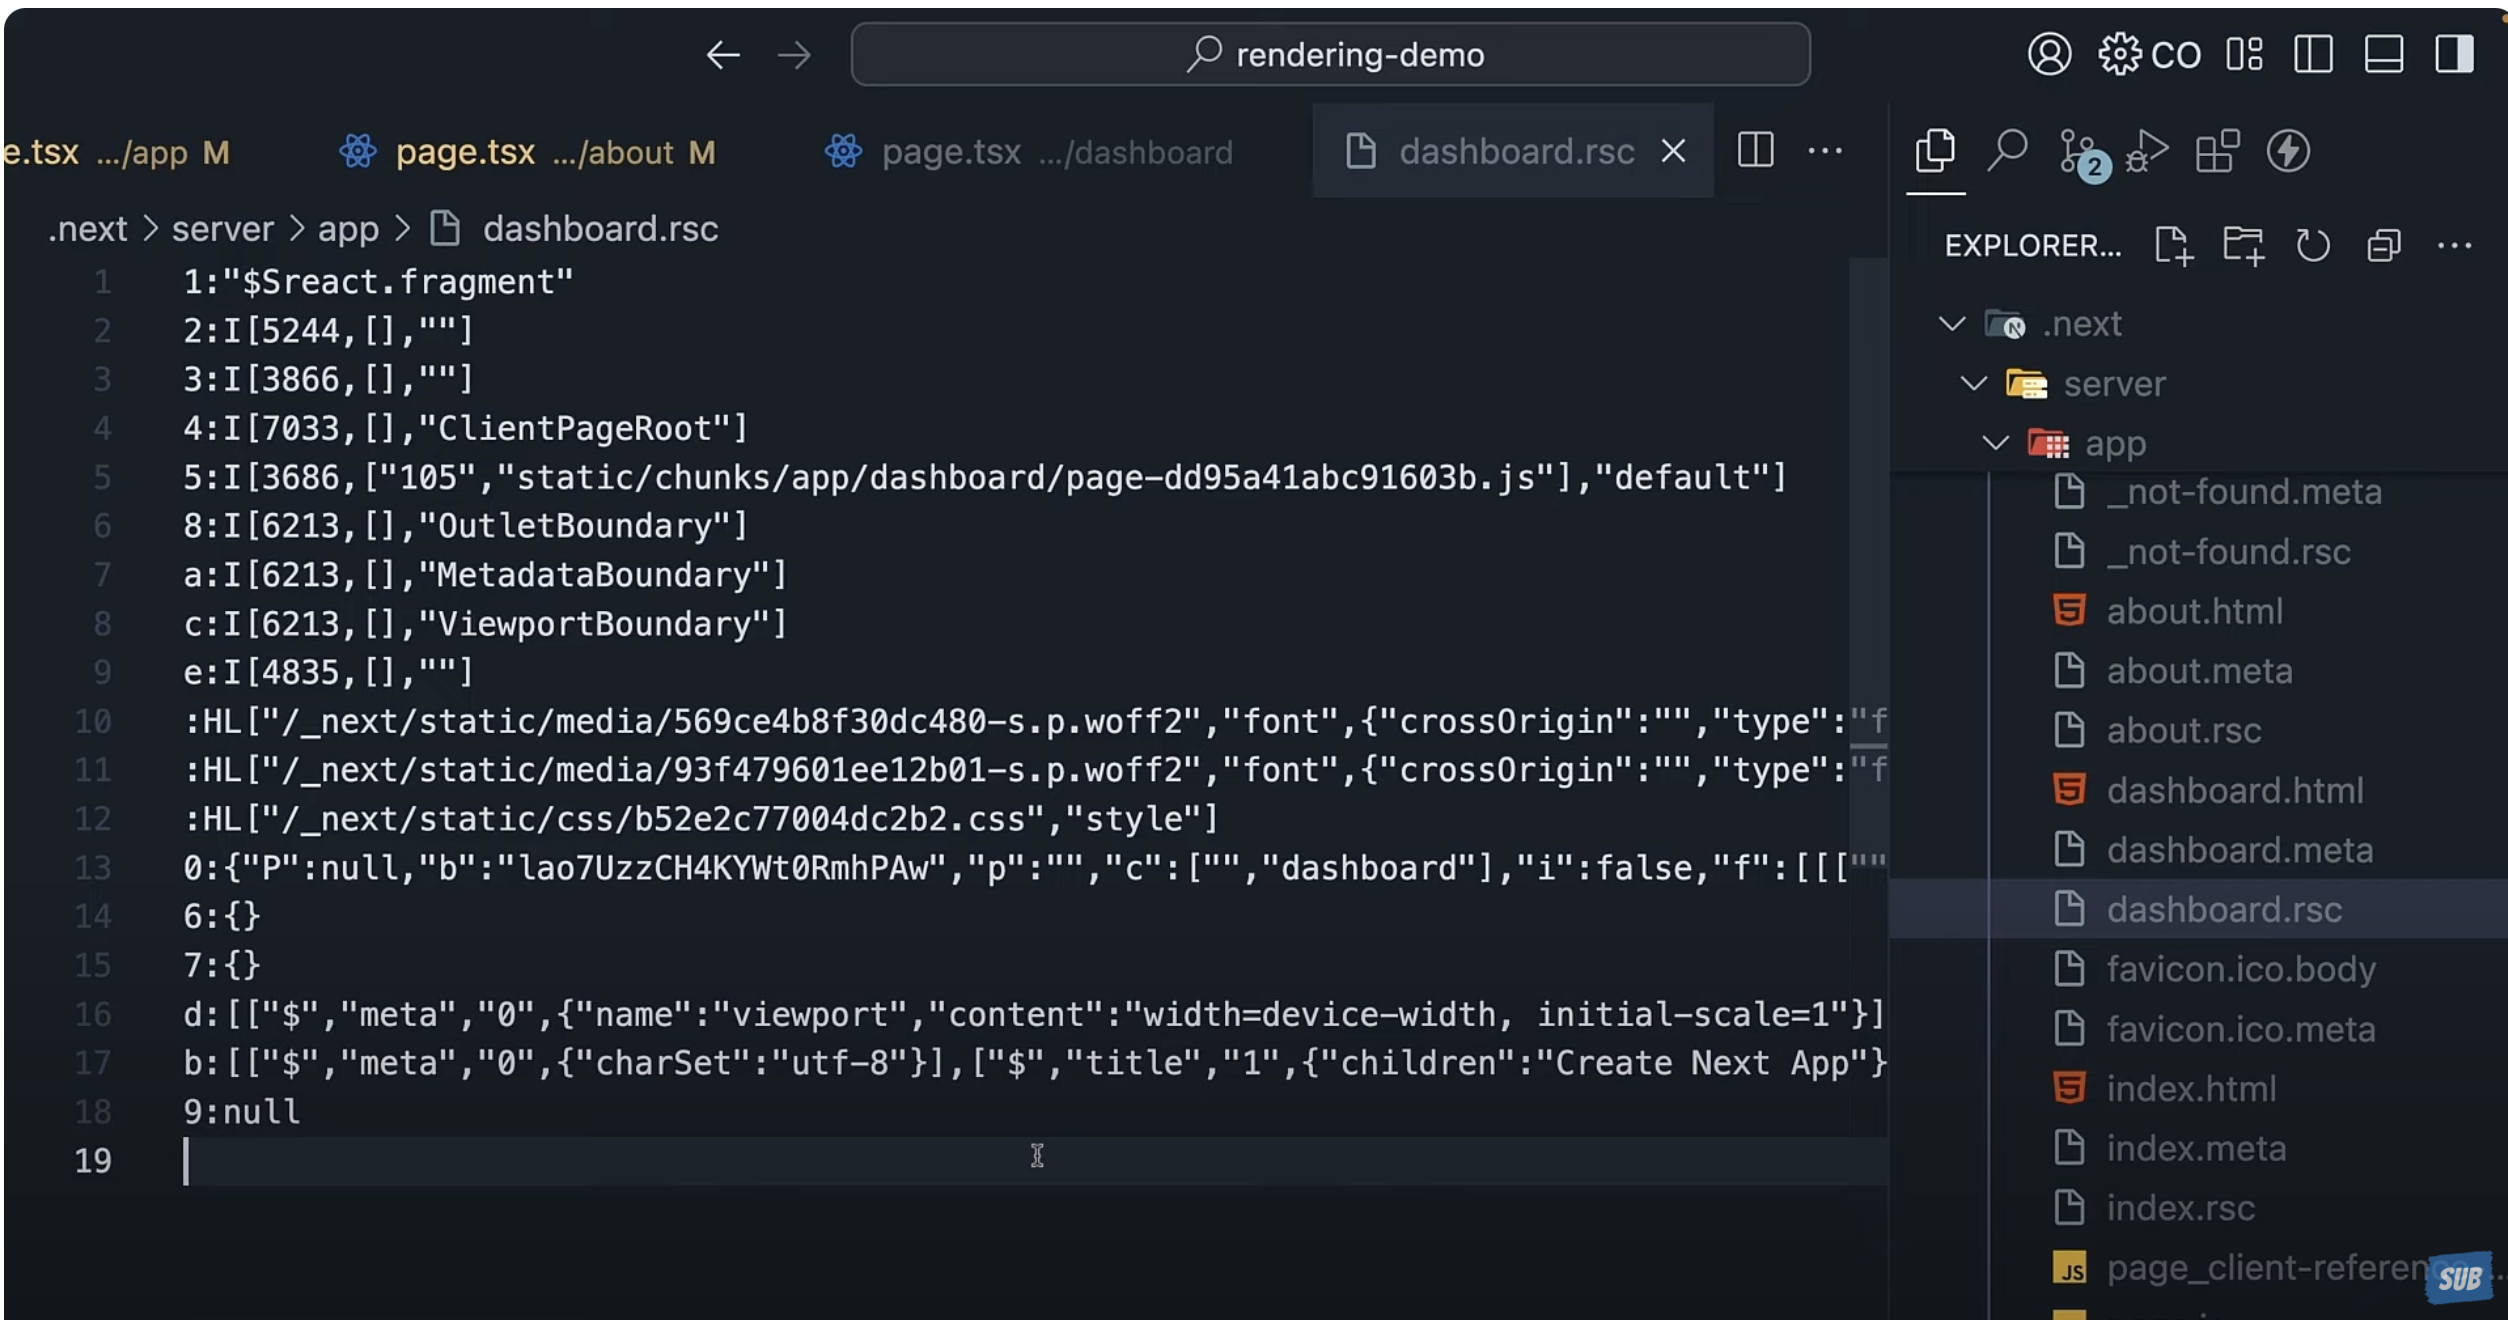 rendering-demo
CO
e.tsx .../app M
page.tsx .../about M
page.tsx .../dashboard
dashboard.rsc
2
.next > server > app > dashboard.rsc
1 1:"$Sreact.fragment"
2 2:I[5244,[],""]
3 3:I[3866,[],""]
4 4:I[7033,[],"ClientPageRoot"]
5 5:I[3686,["105","static/chunks/app/dashboard/page-dd95a41abc91603b.js"],"default"]
6 8:I[6213,[],"OutletBoundary"]
7 a:I[6213,[],"MetadataBoundary"]
8 c:I[6213,[],"ViewportBoundary"]
9 e:I[4835,[],""]
10 :HL["/_next/static/media/569ce4b8f30dc480-s.p.woff2","font",{"crossOrigin":"","type":"f
11 :HL["/_next/static/media/93f479601ee12b01-s.p.woff2","font",{"crossOrigin":"","type":"f
12 :HL["/_next/static/css/b52e2c77004dc2b2.css","style"]
13 0:{"P":null,"b":"lao7UzzCH4KYWt0RmhPAw","p":"","c":["","dashboard"],"i":false,"f":[[[""
14 6:{}
15 7:{}
16 d:[["$","meta","0",{"name":"viewport","content":"width=device-width, initial-scale=1"}]
17 b:[["$","meta","0",{"charSet":"utf-8"}],["$","title","1",{"children":"Create Next App"}
18 9:null
19
EXPLORER...
.next
server
app
_not-found.meta
_not-found.rsc
about.html
about.meta
about.rsc
dashboard.html
dashboard.meta
dashboard.rsc
favicon.ico.body
favicon.ico.meta
index.html
index.meta
index.rsc
JS page_client-referen
SUB